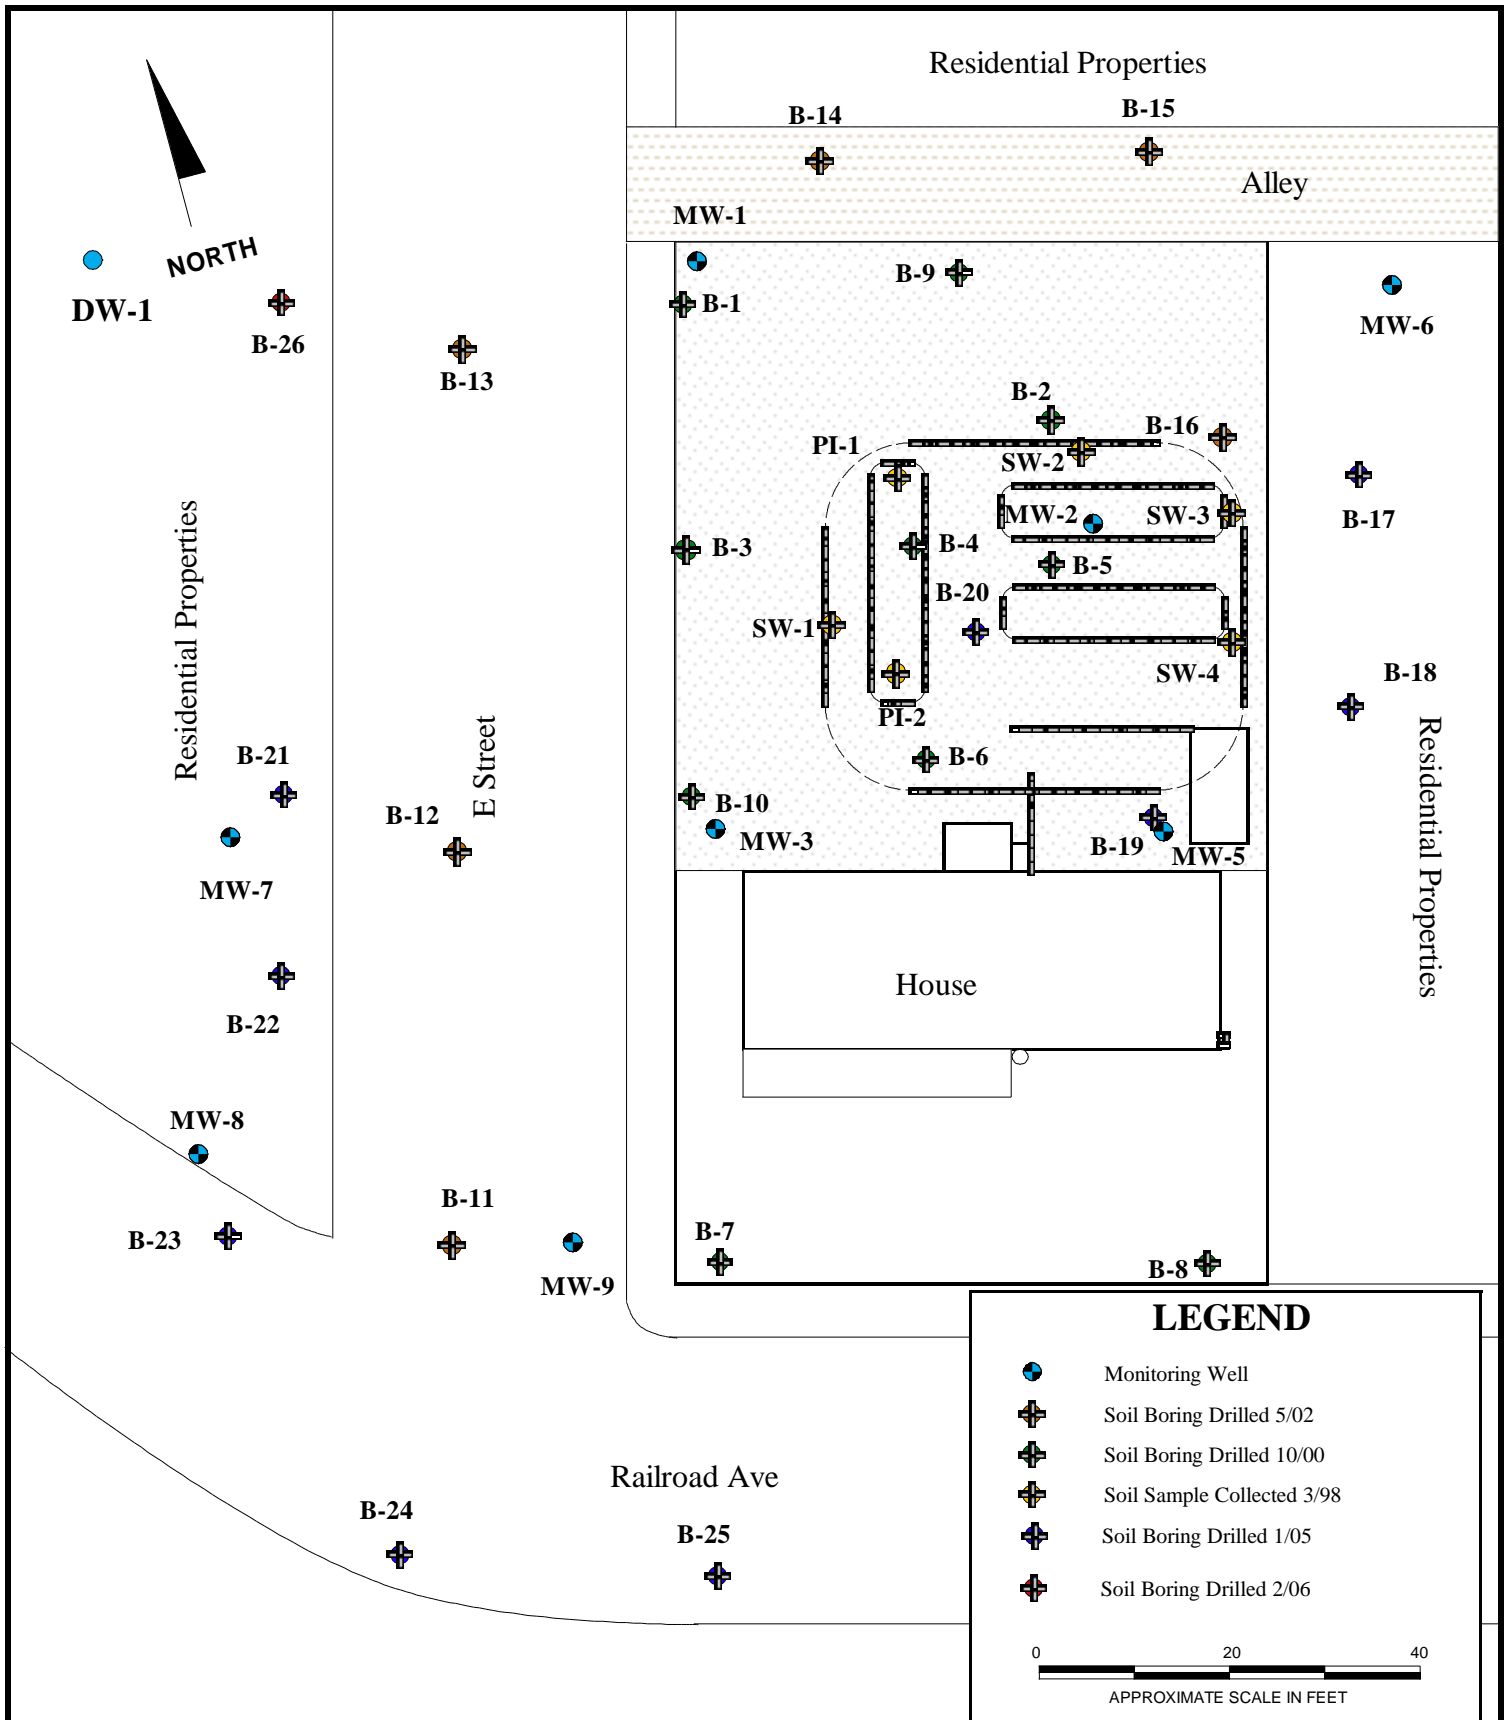 Residential Properties
B-14
B-15
Alley
MW-1
NORTH
B-9
DW-1
B-1
MW-6
B-26
B-13
B-2
B-16
PI-1
SW-2
B-17
MW-2
SW-3
B-3
B-4
B-5
B-20
SW-1
SW-4
Residential Properties
B-18
PI-2
B-21
E Street
B-6
B-12
B-10
MW-3
B-19
MW-5
Residential Properties
MW-7
House
B-22
MW-8
B-11
B-23
B-7
MW-9
B-8
LEGEND
Monitoring Well
Soil Boring Drilled 5/02
Soil Boring Drilled 10/00
Soil Sample Collected 3/98
Soil Boring Drilled 1/05
Soil Boring Drilled 2/06
0 20 40
APPROXIMATE SCALE IN FEET
Railroad Ave
B-24
B-25